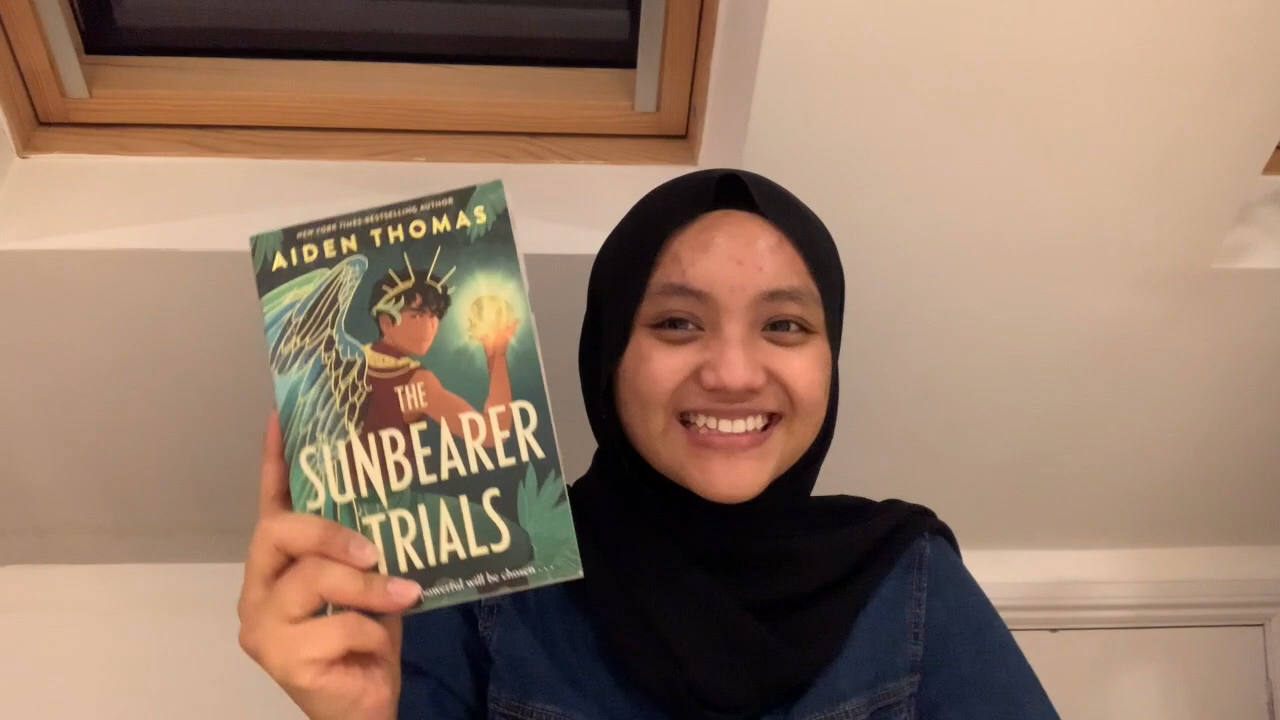 NEW YORK TIMES-BESTSELLING AUTHOR
AIDEN THOMAS
THE
SUNBEARER
TRIALS
powerful will be chosen . . .